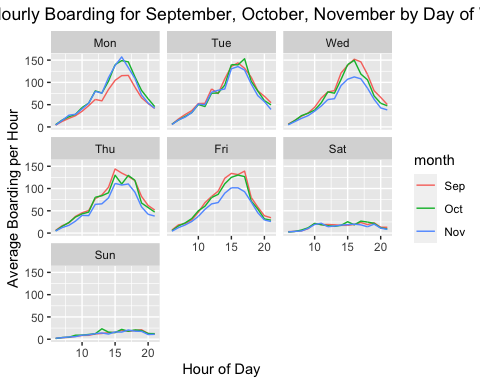 Hourly Boarding for September, October, November by Day of
Mon Tue Wed
150
100
50
0
Thu Fri Sat
150
100
50
0
10 15 20 10 15 20
Sun
150
100
50
0
10 15 20
Average Boarding per Hour
Hour of Day
month
Sep
Oct
Nov